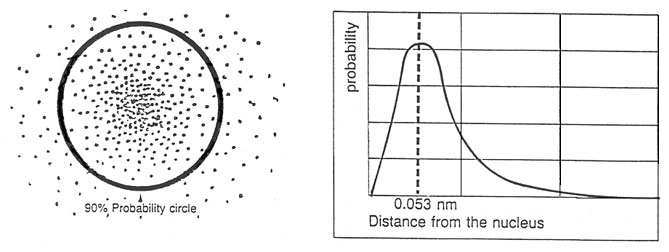 90% Probability circle
probability
0.053 nm
Distance from the nucleus